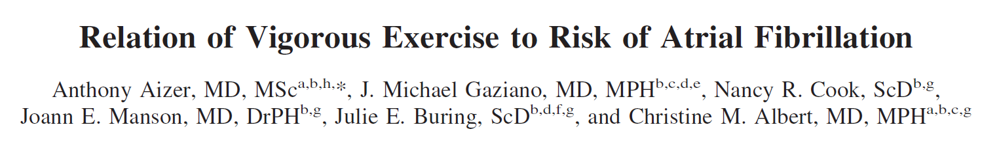 Relation of Vigorous Exercise to Risk of Atrial Fibrillation
Anthony Aizer, MD, MSca,b,h,*, J. Michael Gaziano, MD, MPHb,c,d,e, Nancy R. Cook, ScDb,g,
Joann E. Manson, MD, DrPHb,g, Julie E. Buring, ScDb,d,f,g, and Christine M. Albert, MD, MPHa,b,c,g